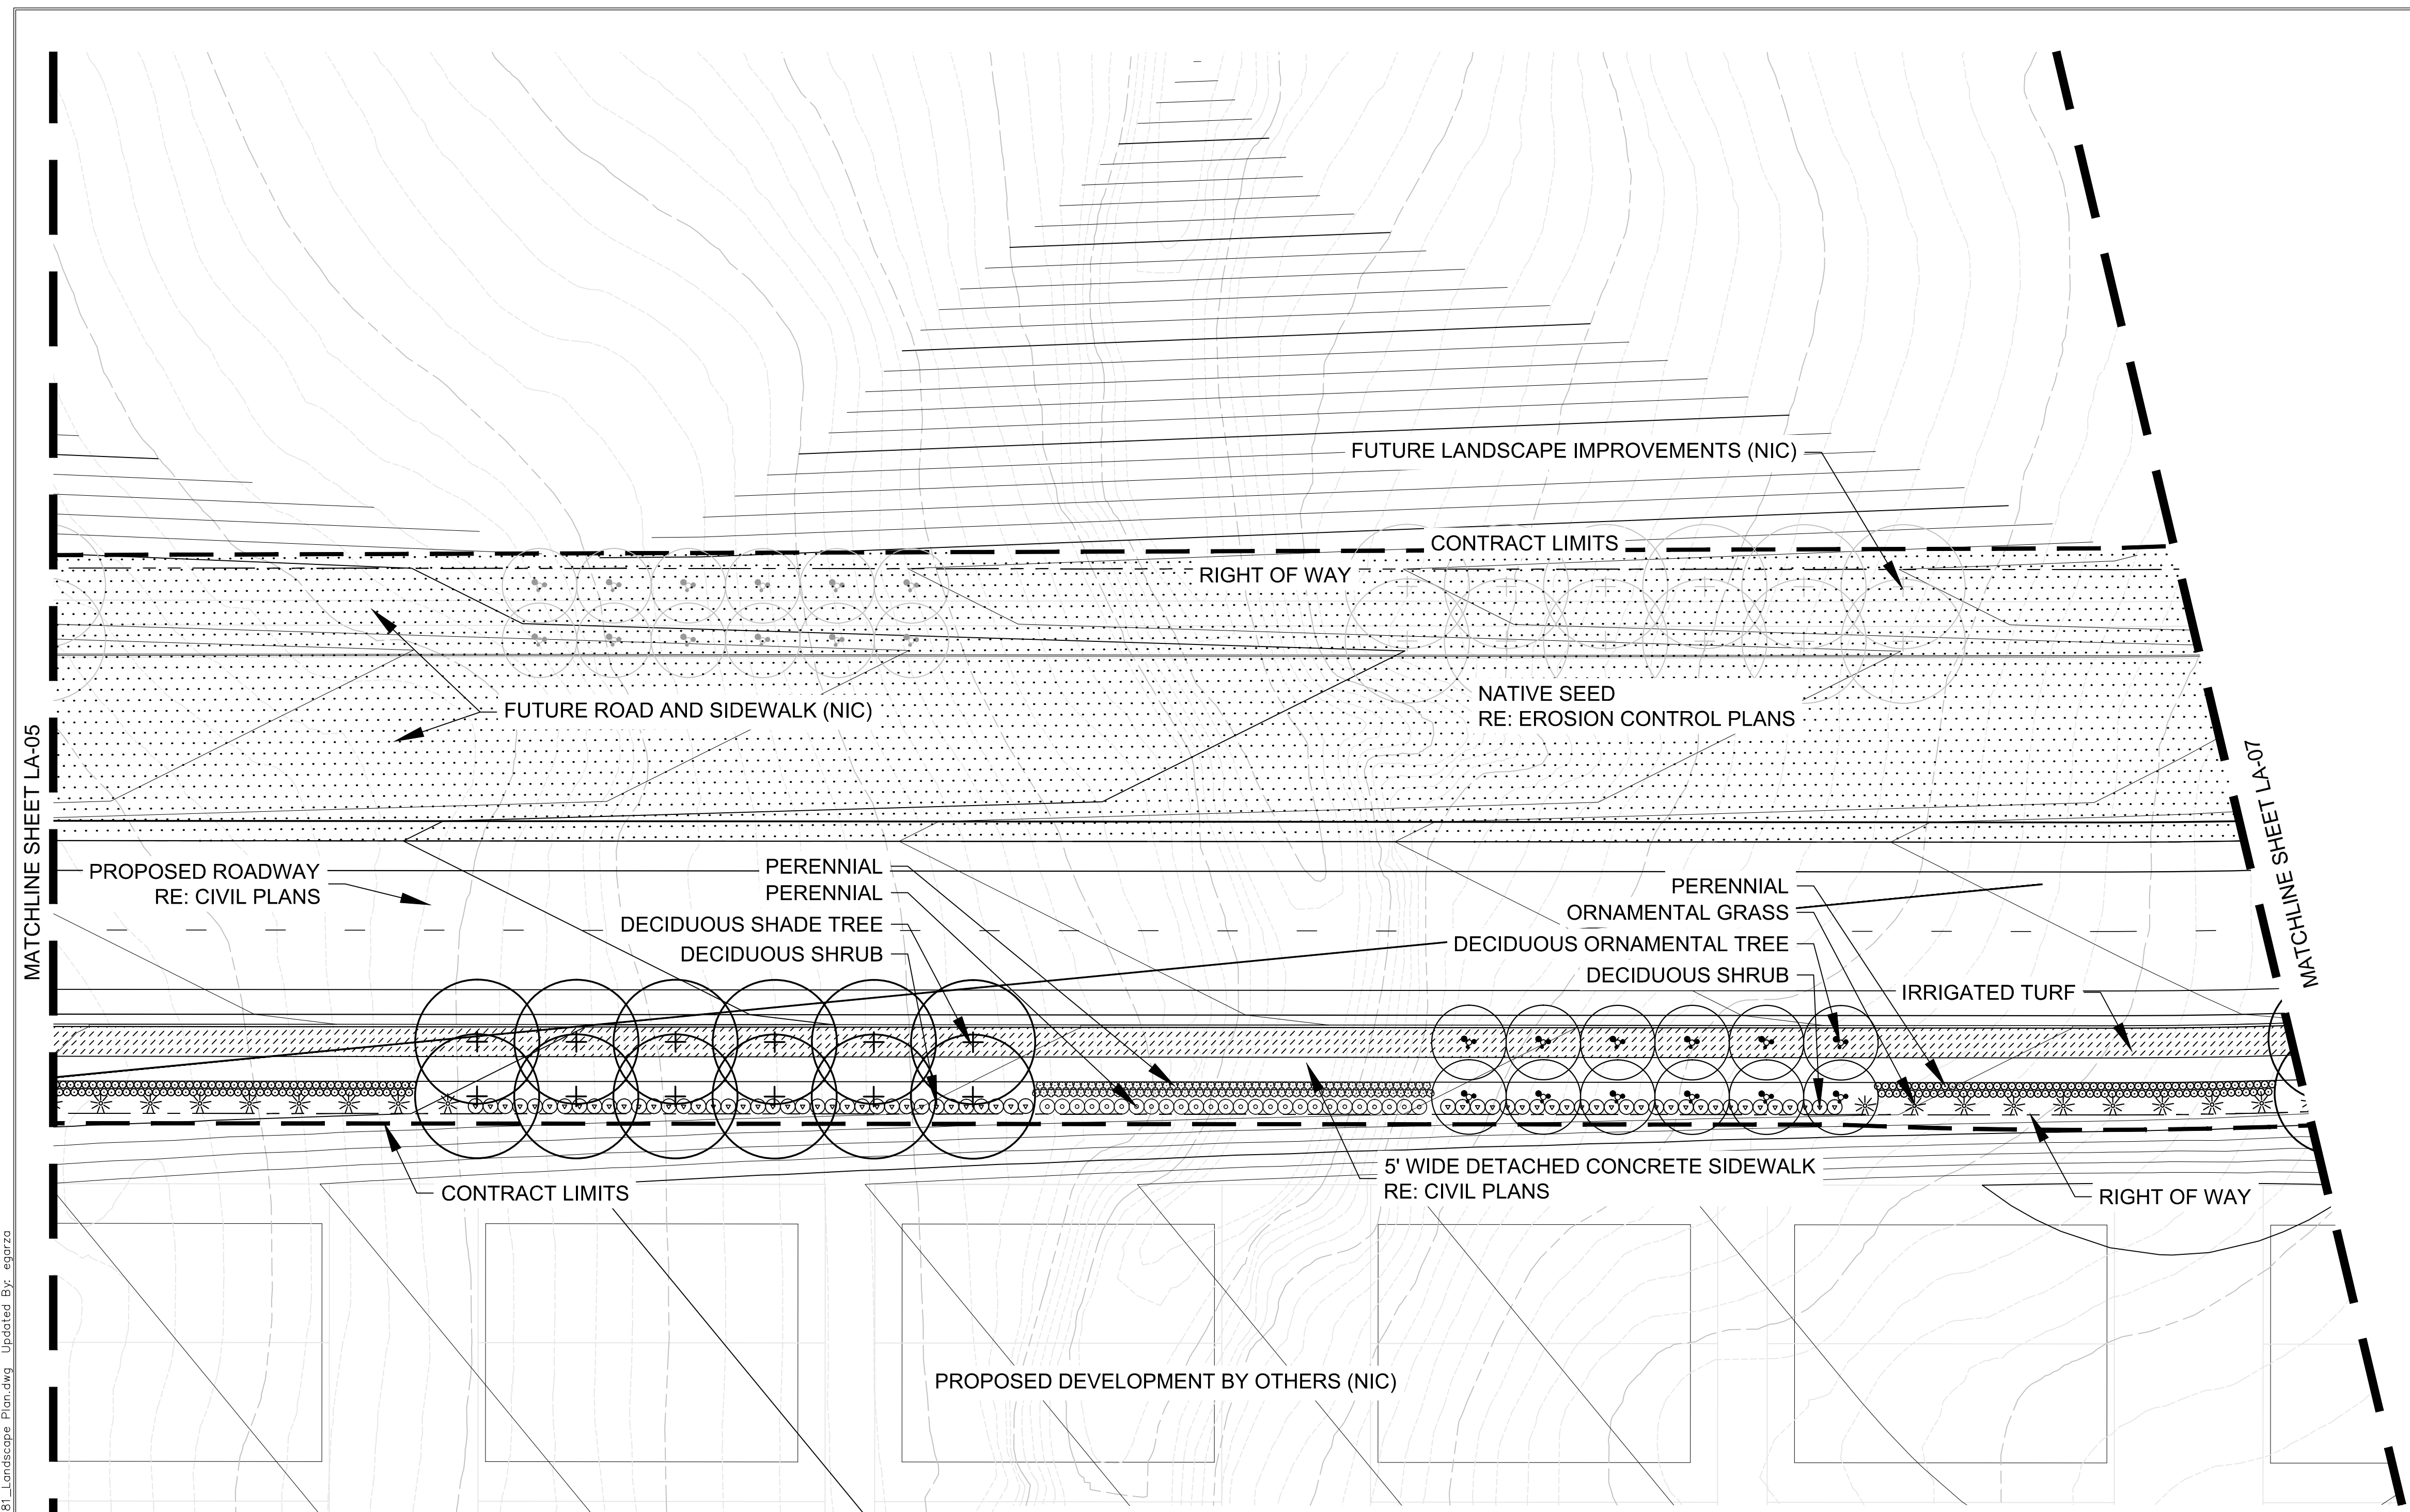 FUTURE LANDSCAPE IMPROVEMENTS (NIC)
CONTRACT LIMITS
RIGHT OF WAY
NATIVE SEED
RE: EROSION CONTROL PLANS
FUTURE ROAD AND SIDEWALK (NIC)
MATCHLINE SHEET LA-05
MATCHLINE SHEET LA-07
PROPOSED ROADWAY
RE: CIVIL PLANS
PERENNIAL
PERENNIAL
DECIDUOUS SHADE TREE
DECIDUOUS SHRUB
PERENNIAL
ORNAMENTAL GRASS
DECIDUOUS ORNAMENTAL TREE
DECIDUOUS SHRUB
IRRIGATED TURF
5' WIDE DETACHED CONCRETE SIDEWALK
RE: CIVIL PLANS
CONTRACT LIMITS
RIGHT OF WAY
PROPOSED DEVELOPMENT BY OTHERS (NIC)
81_Landscape Plan.dwg Updated By: egarza